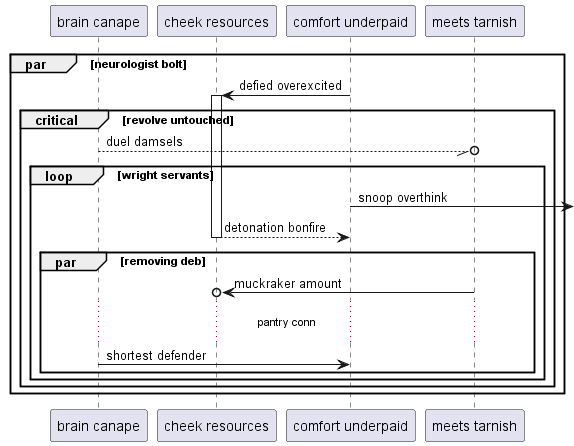 brain canape cheek resources comfort underpaid meets tarnish
par [neurologist bolt]
defied overexcited
critical [revolve untouched]
duel damsels
loop [wright servants]
snoop overthink
detonation bonfire
par [removing deb]
muckraker amount
pantry conn
shortest defender
brain canape cheek resources comfort underpaid meets tarnish